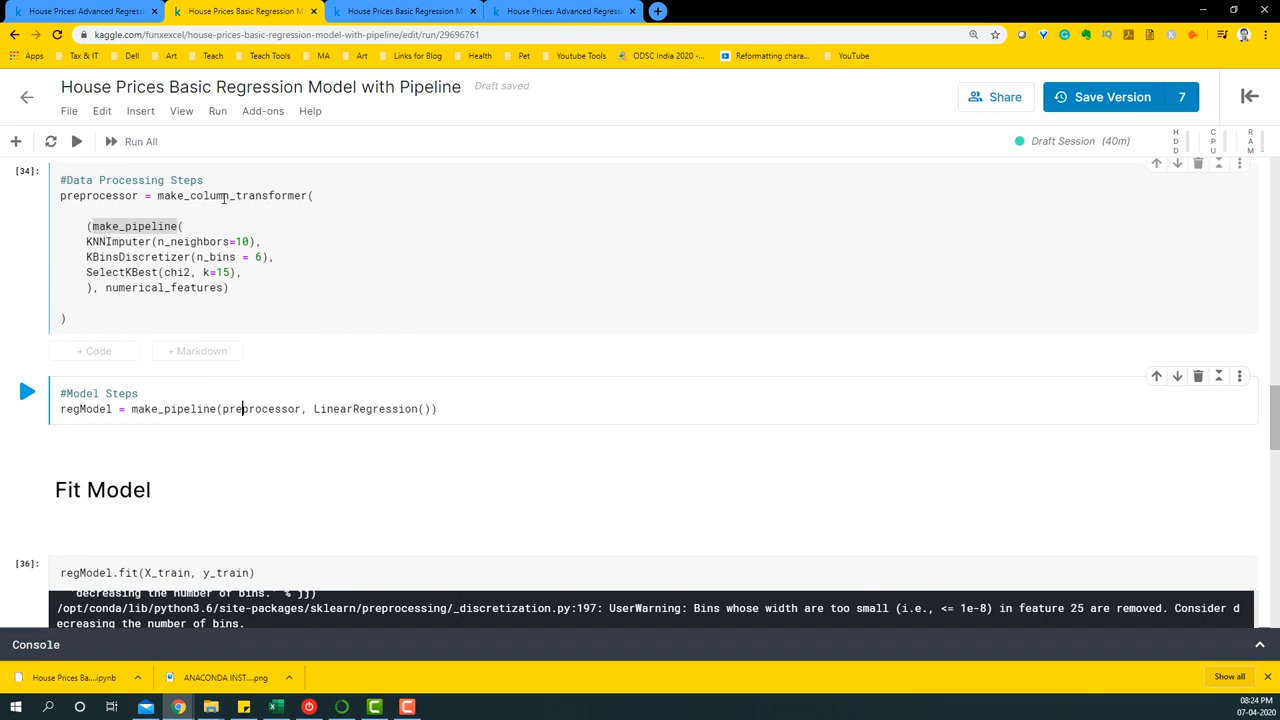 House Prices: Advanced Regressi
House Prices Basic Regression M
House Prices Basic Regression M
House Prices: Advanced Regressi
kaggle.com/funxexcel/house-prices-basic-regression-model-with-pipeline/edit/run/29696761
Apps Tax & IT Dell Art Teach Teach Tools MA Art Links for Blog Health Pet Youtube Tools ODSC India 2020 -... Reformatting chara... YouTube
House Prices Basic Regression Model with Pipeline Draft saved
Share
Save Version 7
File Edit Insert View Run Add-ons Help
Run All
Draft Session (40m)
HDD
CPU
RAM
[34]:
#Data Processing Steps
preprocessor = make_column_transformer(
(make_pipeline(
KNNImputer(n_neighbors=10),
KBinsDiscretizer(n_bins = 6),
SelectKBest(chi2, k=15),
), numerical_features)
)
+ Code + Markdown
#Model Steps
regModel = make_pipeline(preprocessor, LinearRegression())
Fit Model
[36]:
regModel.fit(X_train, y_train)
'decreasing the number of bins.' % jj)
/opt/conda/lib/python3.6/site-packages/sklearn/preprocessing/_discretization.py:197: UserWarning: Bins whose width are too small (i.e., <= 1e-8) in feature 25 are removed. Consider d
ecreasing the number of bins.
Console
House Prices Ba....ipynb
ANACONDA INST....png
Show all
08:24 PM
07-04-2020